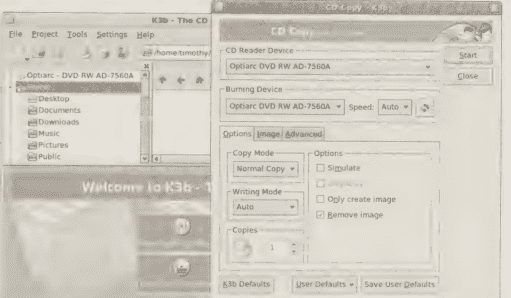 K3b - The CD
File Project Tools Settings Help
/home/timothy/
Optiarc - DVD RW AD-7560A
Desktop
Documents
Downloads
Music
Pictures
Public
Welcome to K3b - T
CD Copy - K3b
CD Copy
CD Reader Device
Optiarc DVD RW AD-7560A
Start
Close
Burning Device
Optiarc DVD RW AD-7560A Speed: Auto
Options Image Advanced
Copy Mode
Normal Copy
Writing Mode
Auto
Copies
1
Options
Simulate
Only create image
Remove image
K3b Defaults User Defaults Save User Defaults